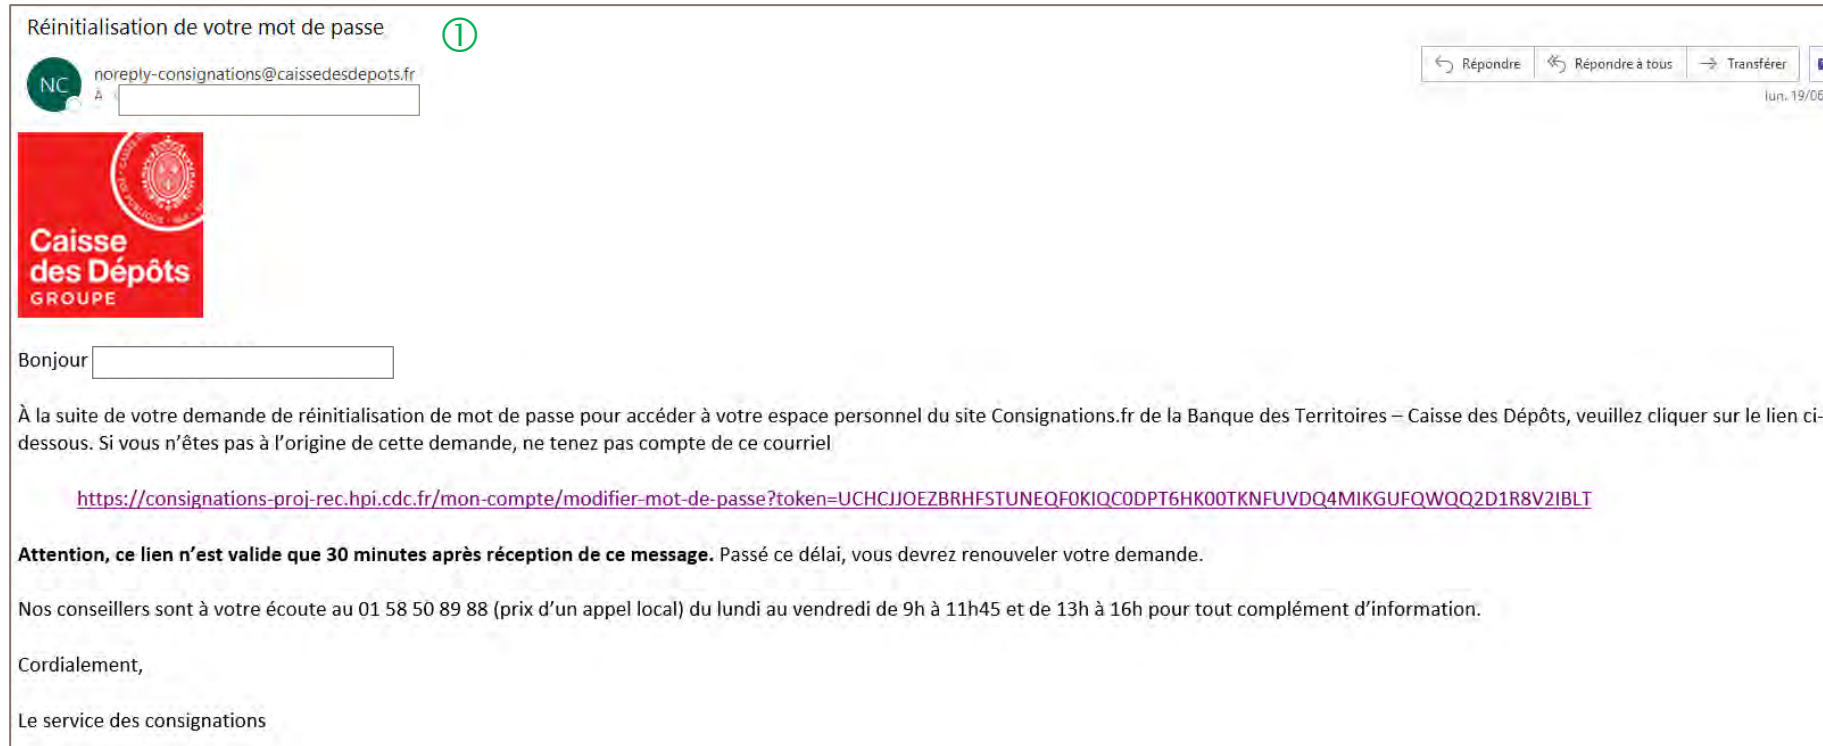 Réinitialisation de votre mot de passe
①
NC
noreply-consignations@caissedesdepots.fr
À
Répondre
Répondre à tous
Transférer
lun. 19/06
Caisse
des Dépôts
GROUPE
Bonjour
À la suite de votre demande de réinitialisation de mot de passe pour accéder à votre espace personnel du site Consignations.fr de la Banque des Territoires – Caisse des Dépôts, veuillez cliquer sur le lien ci-
dessous. Si vous n’êtes pas à l’origine de cette demande, ne tenez pas compte de ce courriel
https://consignations-proj-rec.hpi.cdc.fr/mon-compte/modifier-mot-de-passe?token=UCHCJJOEZBRHFSTUNEQF0KIQC0DPT6HK00TKNFUVDQ4MIKGUFQWQQ2D1R8V2IBLT
Attention, ce lien n’est valide que 30 minutes après réception de ce message. Passé ce délai, vous devrez renouveler votre demande.
Nos conseillers sont à votre écoute au 01 58 50 89 88 (prix d’un appel local) du lundi au vendredi de 9h à 11h45 et de 13h à 16h pour tout complément d’information.
Cordialement,
Le service des consignations